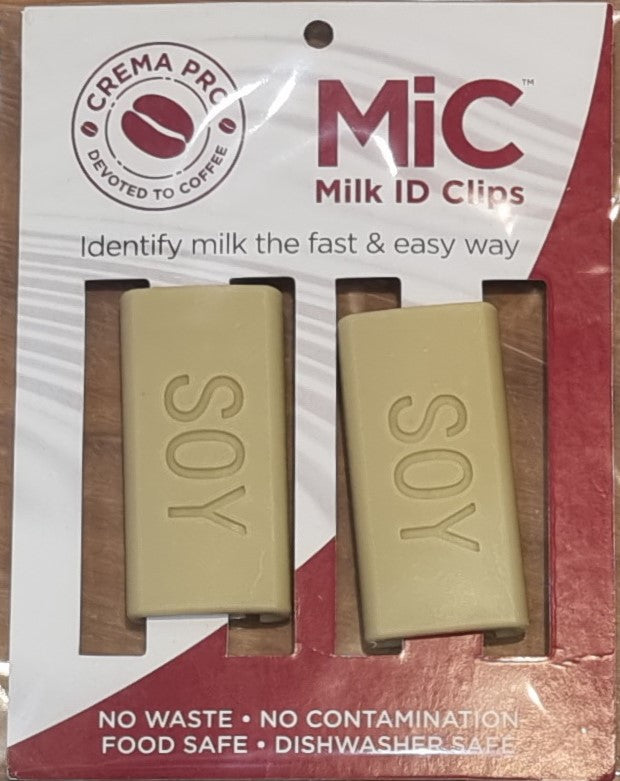 CREMA PRO
DEVOTED TO COFFEE
MiC™
Milk ID Clips
Identify milk the fast & easy way
SOY
SOY
NO WASTE • NO CONTAMINATION
FOOD SAFE • DISHWASHER SAFE